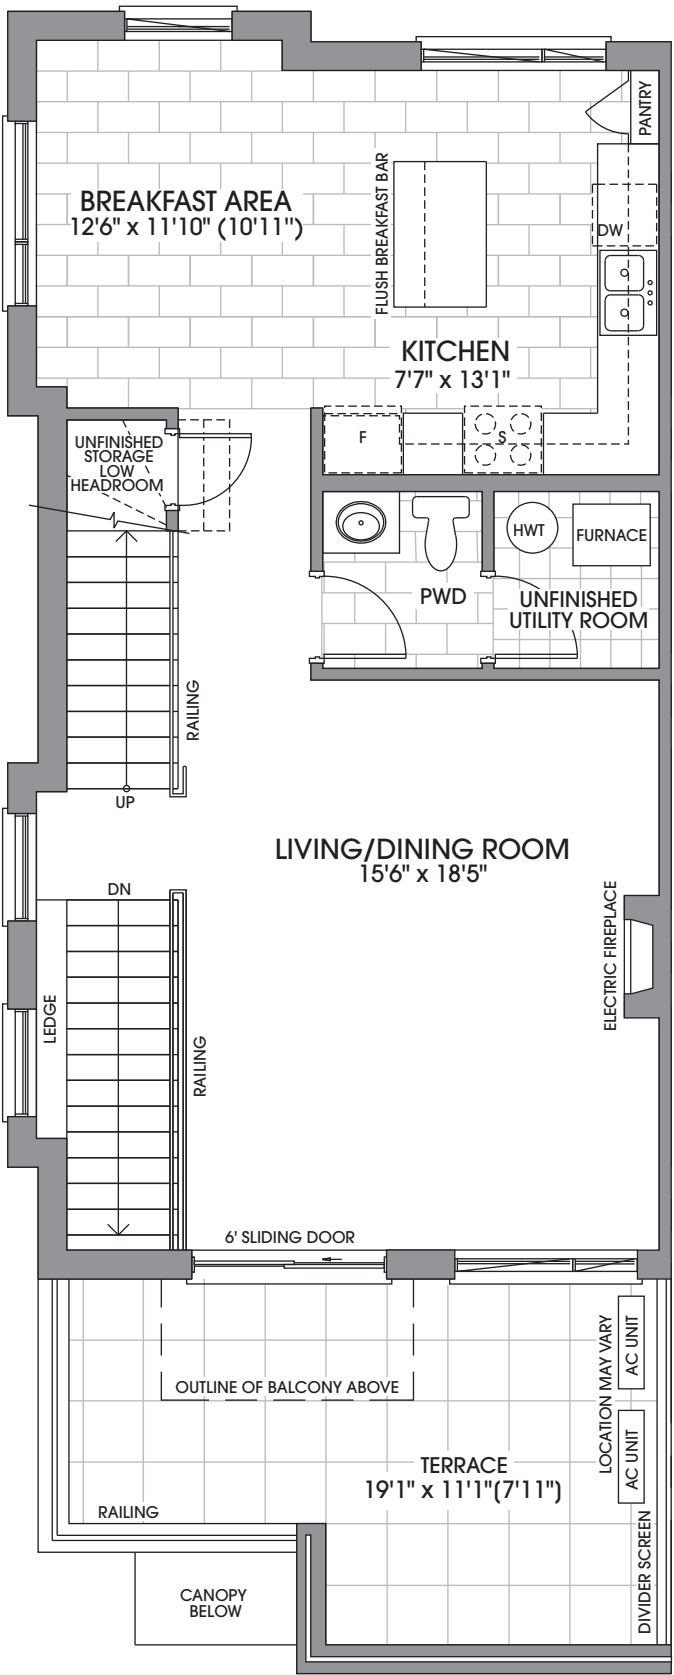 PANTRY
BREAKFAST AREA
12'6" x 11'10" (10'11")
FLUSH BREAKFAST BAR
DW
KITCHEN
7'7" x 13'1"
F
S
UNFINISHED
STORAGE
LOW
HEADROOM
HWT
FURNACE
PWD
UNFINISHED
UTILITY ROOM
RAILING
UP
LIVING/DINING ROOM
15'6" x 18'5"
DN
ELECTRIC FIREPLACE
LEDGE
RAILING
6' SLIDING DOOR
OUTLINE OF BALCONY ABOVE
LOCATION MAY VARY
AC UNIT
AC UNIT
TERRACE
19'1" x 11'1"(7'11")
RAILING
DIVIDER SCREEN
CANOPY
BELOW